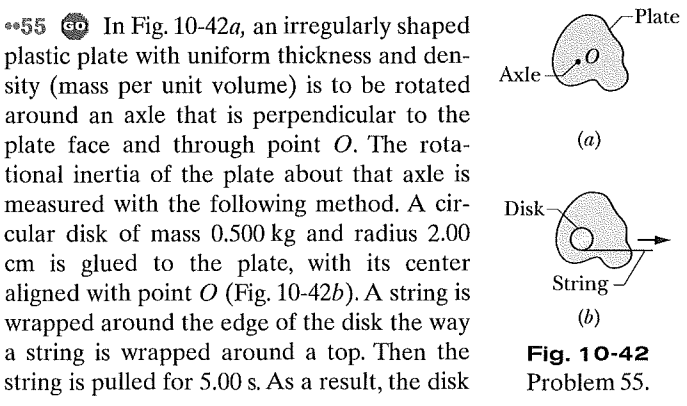 ••55 GO In Fig. 10-42a, an irregularly shaped
plastic plate with uniform thickness and den-
sity (mass per unit volume) is to be rotated
around an axle that is perpendicular to the
plate face and through point O. The rota-
tional inertia of the plate about that axle is
measured with the following method. A cir-
cular disk of mass 0.500 kg and radius 2.00
cm is glued to the plate, with its center
aligned with point O (Fig. 10-42b). A string is
wrapped around the edge of the disk the way
a string is wrapped around a top. Then the
string is pulled for 5.00 s. As a result, the disk
Plate
O
Axle
(a)
Disk
String
(b)
Fig. 10-42
Problem 55.